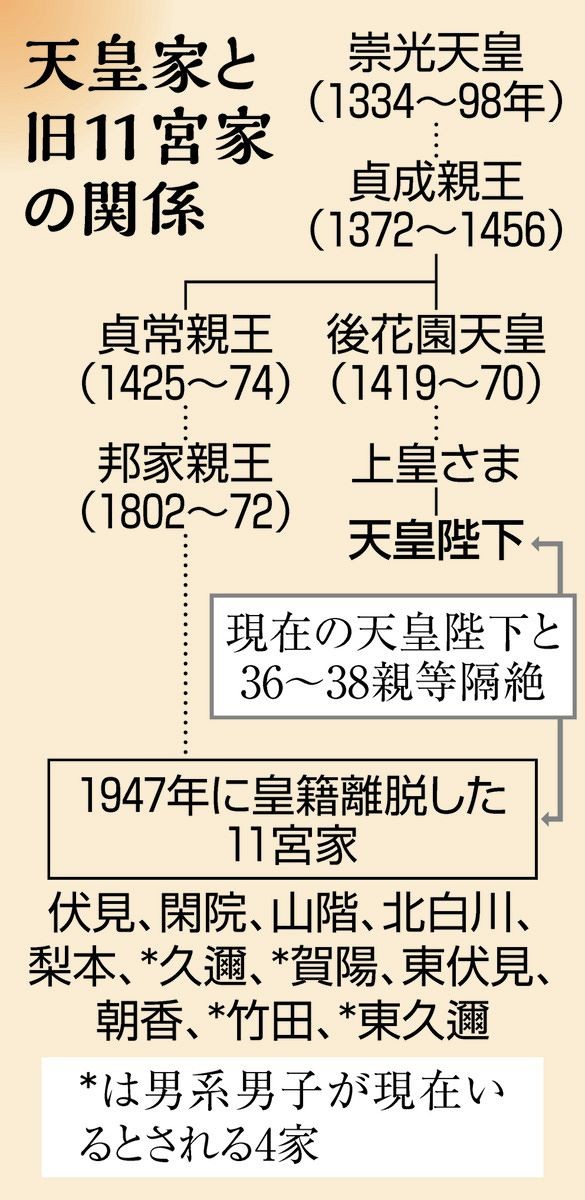 天皇家と
旧11宮家
の関係
崇光天皇
（1334～98年）
貞成親王
（1372～1456）
貞常親王
（1425～74）
後花園天皇
（1419～70）
邦家親王
（1802～72）
上皇さま
天皇陛下
現在の天皇陛下と
36～38親等隔絶
1947年に皇籍離脱した
11宮家
伏見、閑院、山階、北白川、
梨本、*久邇、*賀陽、東伏見、
朝香、*竹田、*東久邇
*は男系男子が現在い
るとされる4家